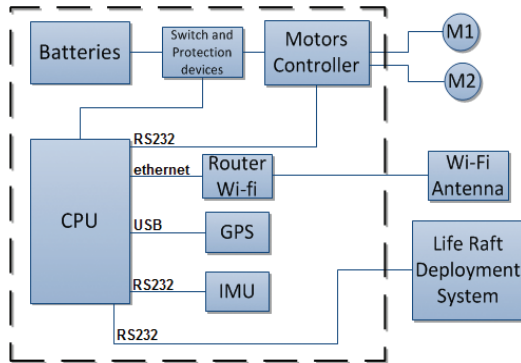 Batteries
Switch and
Protection
devices
Motors
Controller
M1
M2
RS232
ethernet
Router
Wi-fi
Wi-Fi
Antenna
CPU
USB
GPS
Life Raft
Deployment
System
RS232
IMU
RS232